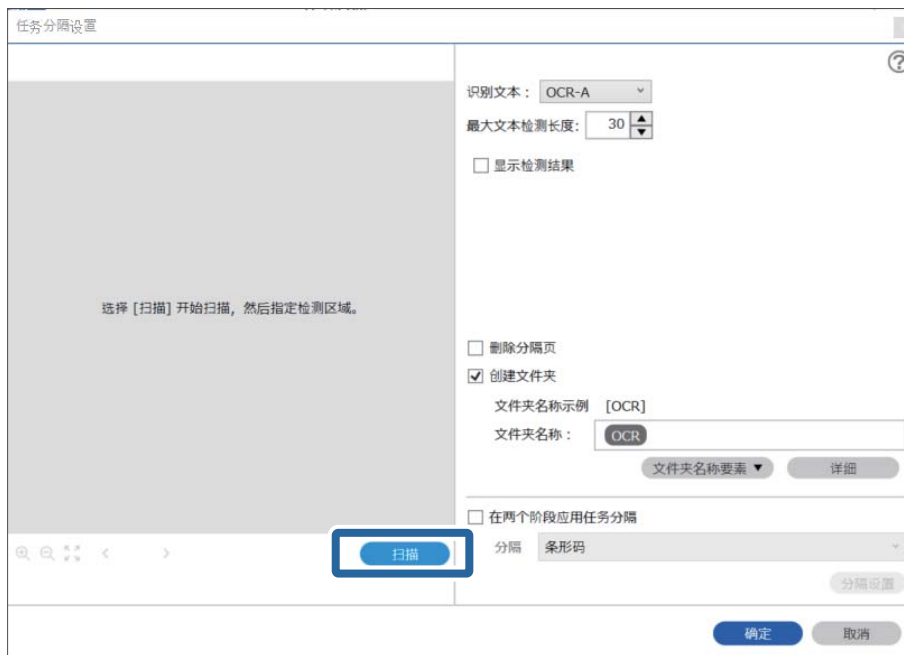 任务分隔设置
识别文本： OCR-A
最大文本检测长度： 30
显示检测结果
选择 [扫描] 开始扫描，然后指定检测区域。
删除分隔页
创建文件夹
文件夹名称示例 [OCR]
文件夹名称： OCR
文件夹名称要素 ▼ 详细
在两个阶段应用任务分隔
分隔 条形码
扫描
分隔设置
确定 取消